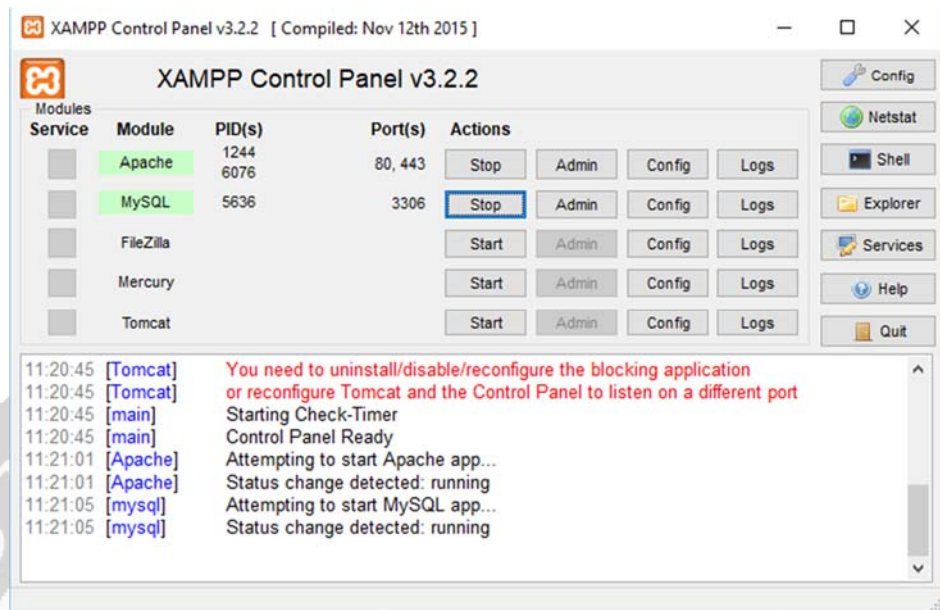 XAMPP Control Panel v3.2.2 [ Compiled: Nov 12th 2015 ]
XAMPP Control Panel v3.2.2
Config
Modules
Service Module PID(s) Port(s) Actions
Netstat
Apache 1244 6076 80, 443 Stop Admin Config Logs
Shell
MySQL 5636 3306 Stop Admin Config Logs
Explorer
FileZilla Start Admin Config Logs
Services
Mercury Start Admin Config Logs
Help
Tomcat Start Admin Config Logs
Quit
11:20:45 [Tomcat] You need to uninstall/disable/reconfigure the blocking application
11:20:45 [Tomcat] or reconfigure Tomcat and the Control Panel to listen on a different port
11:20:45 [main] Starting Check-Timer
11:20:45 [main] Control Panel Ready
11:21:01 [Apache] Attempting to start Apache app...
11:21:01 [Apache] Status change detected: running
11:21:05 [mysql] Attempting to start MySQL app...
11:21:05 [mysql] Status change detected: running